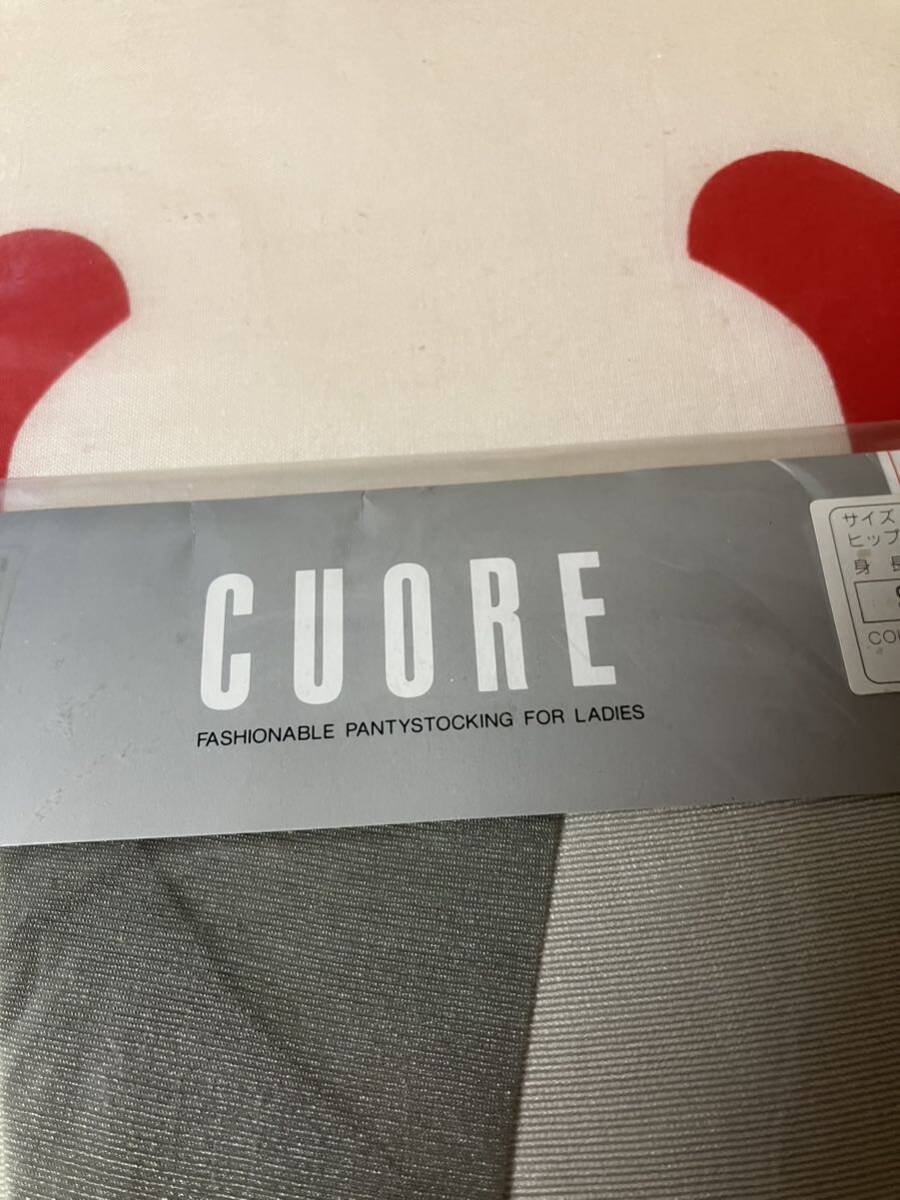 CUORE
FASHIONABLE PANTYSTOCKING FOR LADIES
サイズ
ヒップ
身長